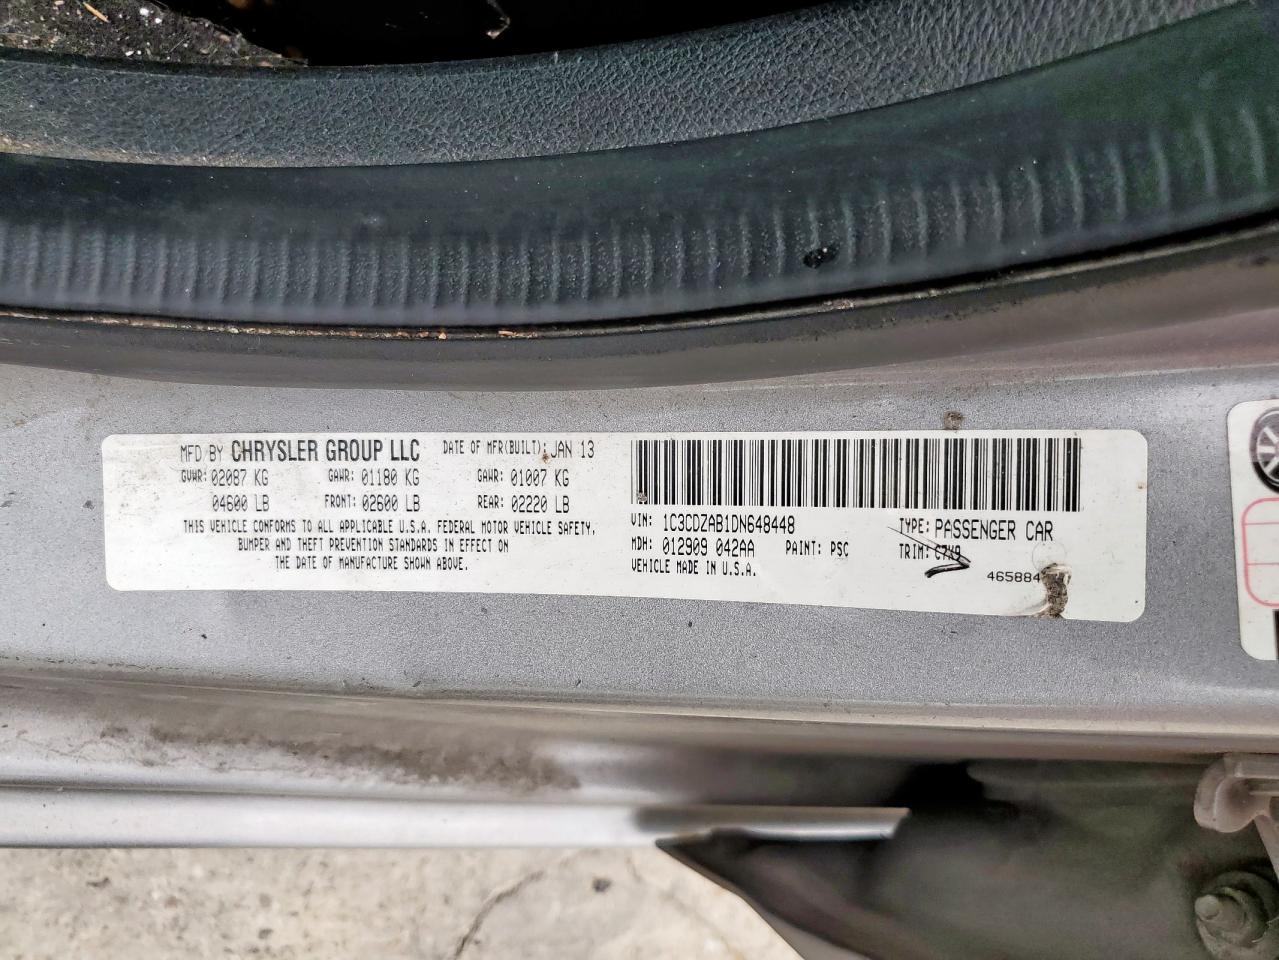 MFD BY CHRYSLER GROUP LLC DATE OF MFR(BUILT): JAN 13
GVWR: 02087 KG GAWR: 01180 KG GAWR: 01007 KG
04600 LB FRONT: 02600 LB REAR: 02220 LB
THIS VEHICLE CONFORMS TO ALL APPLICABLE U.S.A. FEDERAL MOTOR VEHICLE SAFETY,
BUMPER AND THEFT PREVENTION STANDARDS IN EFFECT ON
THE DATE OF MANUFACTURE SHOWN ABOVE.
VIN: 1C3CDZAB1DN648448 TYPE: PASSENGER CAR
MDH: 012909 042AA PAINT: PSC TRIM:
VEHICLE MADE IN U.S.A.